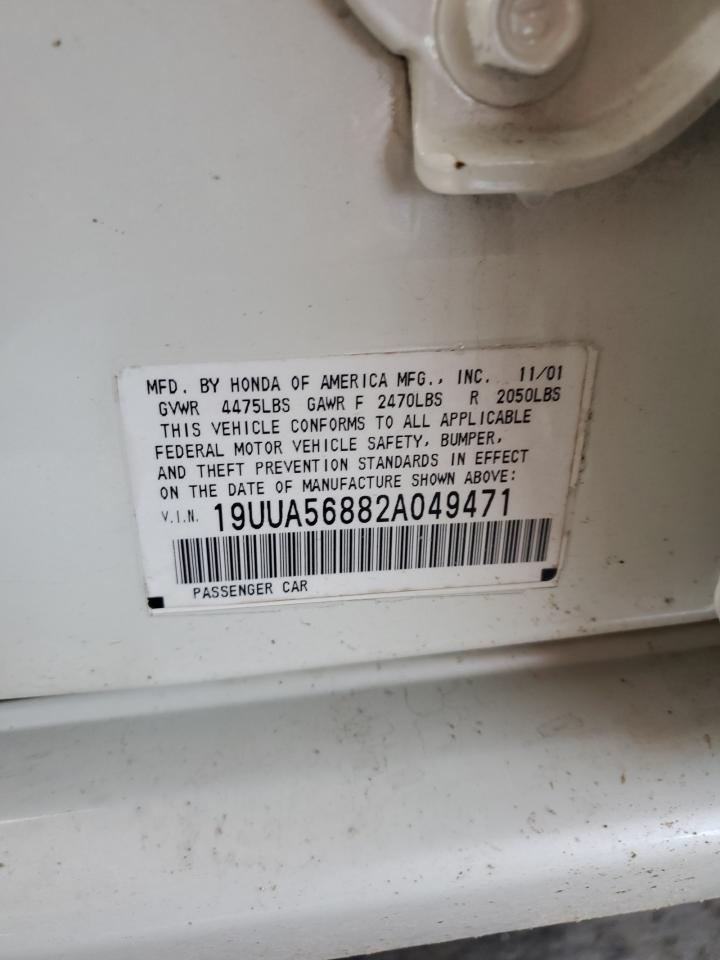 MFD. BY HONDA OF AMERICA MFG., INC. 11/01
GVWR 4475LBS GAWR F 2470LBS R 2050LBS
THIS VEHICLE CONFORMS TO ALL APPLICABLE
FEDERAL MOTOR VEHICLE SAFETY, BUMPER,
AND THEFT PREVENTION STANDARDS IN EFFECT
ON THE DATE OF MANUFACTURE SHOWN ABOVE:
V.I.N. 19UUA56882A049471
PASSENGER CAR